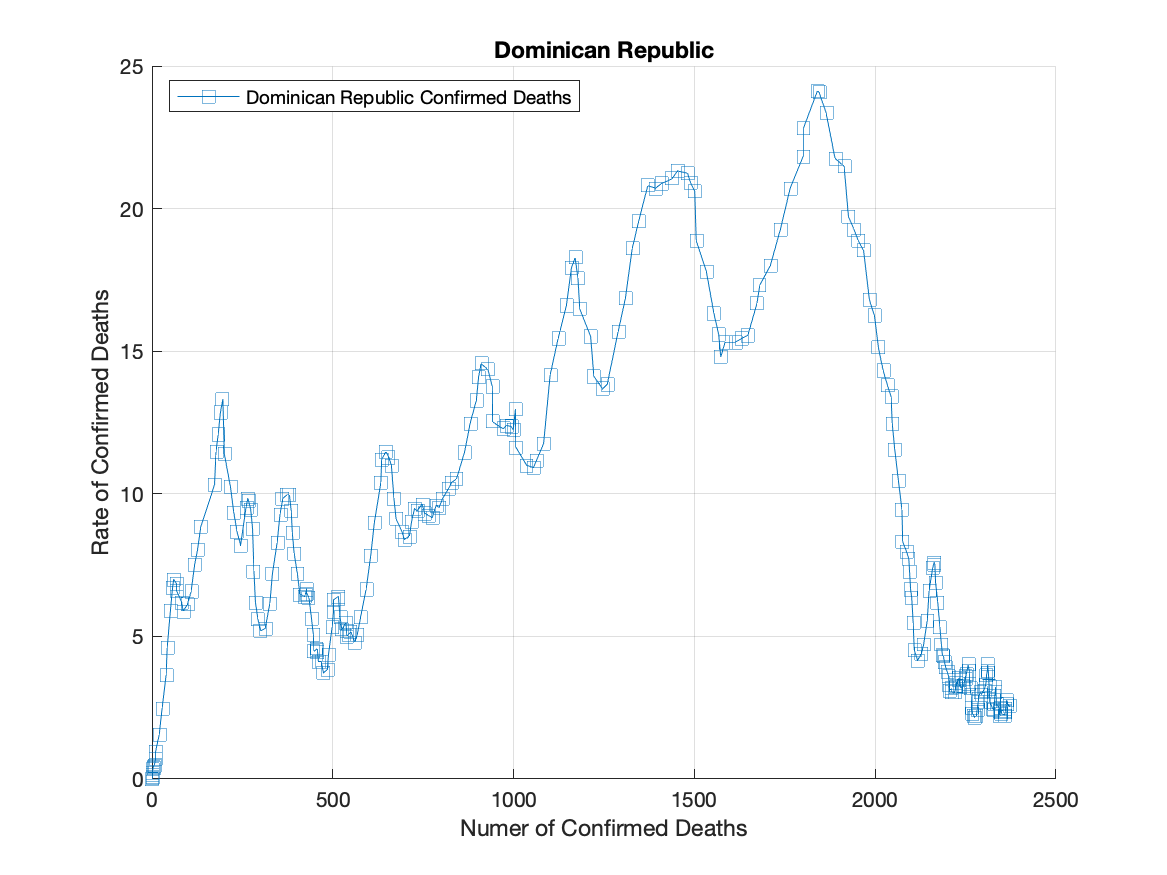 Dominican Republic
Dominican Republic Confirmed Deaths
Rate of Confirmed Deaths
25
20
15
10
5
0
0 500 1000 1500 2000 2500
Numer of Confirmed Deaths